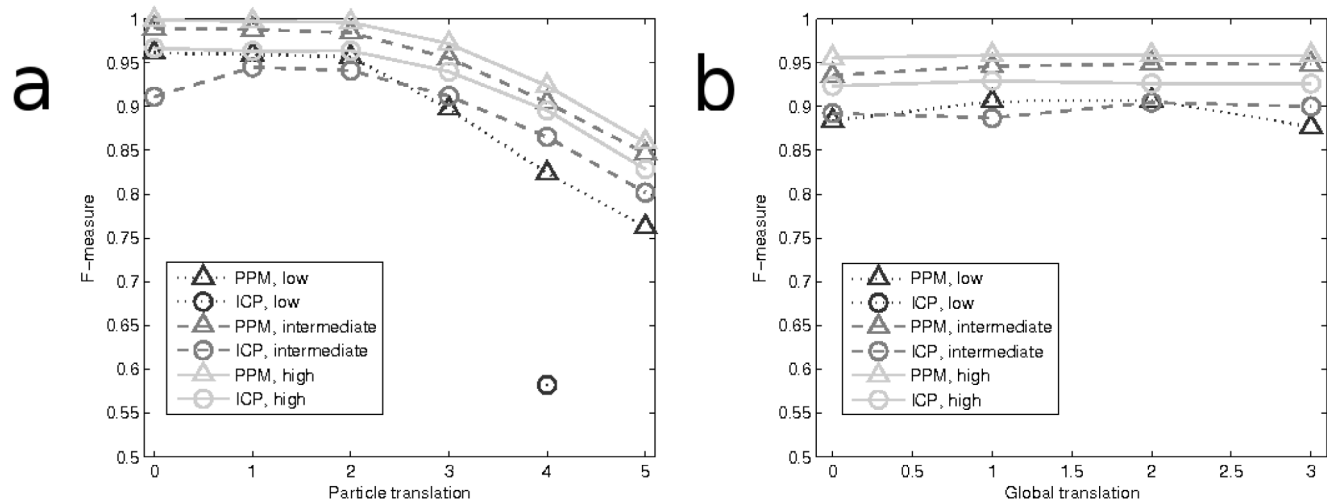 a
F-measure
1
0.95
0.9
0.85
0.8
0.75
0.7
0.65
0.6
0.55
0.5
PPM, low
ICP, low
PPM, intermediate
ICP, intermediate
PPM, high
ICP, high
0 1 2 3 4 5
Particle translation
b
F-measure
1
0.95
0.9
0.85
0.8
0.75
0.7
0.65
0.6
0.55
0.5
PPM, low
ICP, low
PPM, intermediate
ICP, intermediate
PPM, high
ICP, high
0 0.5 1 1.5 2 2.5 3
Global translation